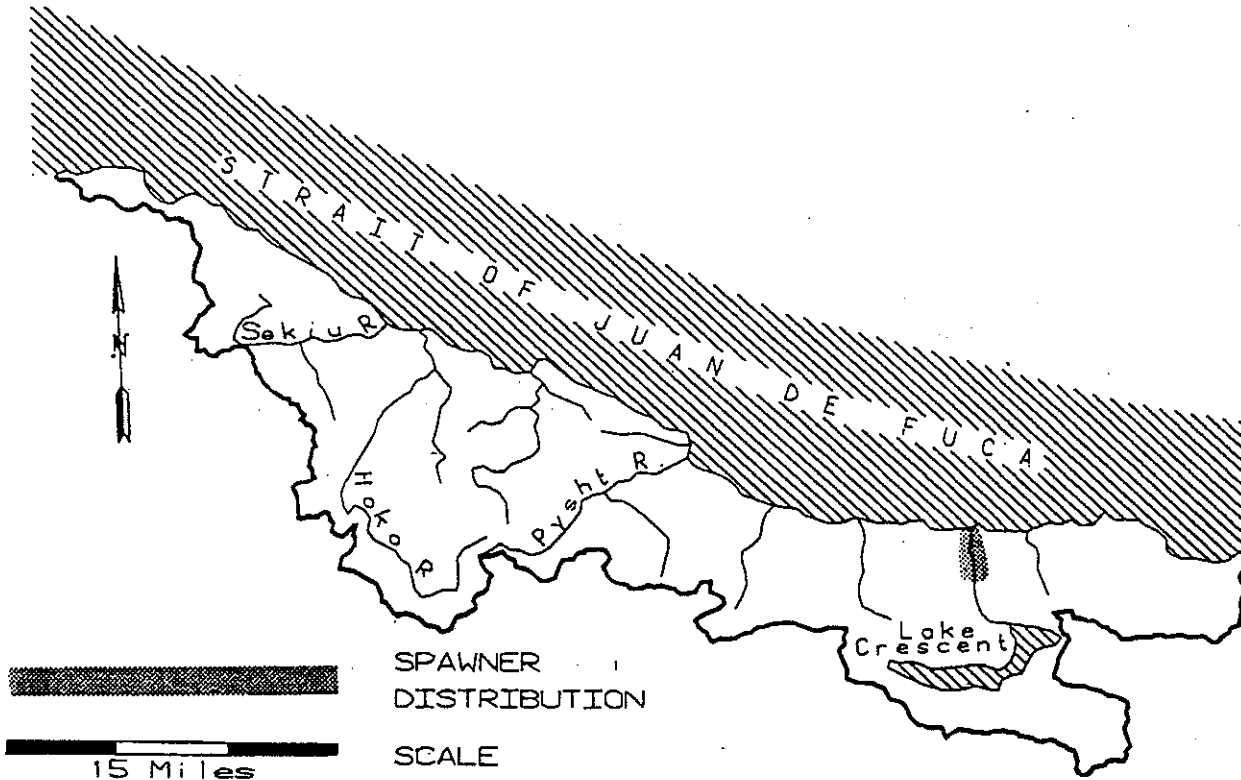 STRAIT OF JUAN DE FUCA
N
Sekiu R
Hoko R
Pysht R.
Lake
Crescent
SPAWNER
DISTRIBUTION
SCALE
15 Miles